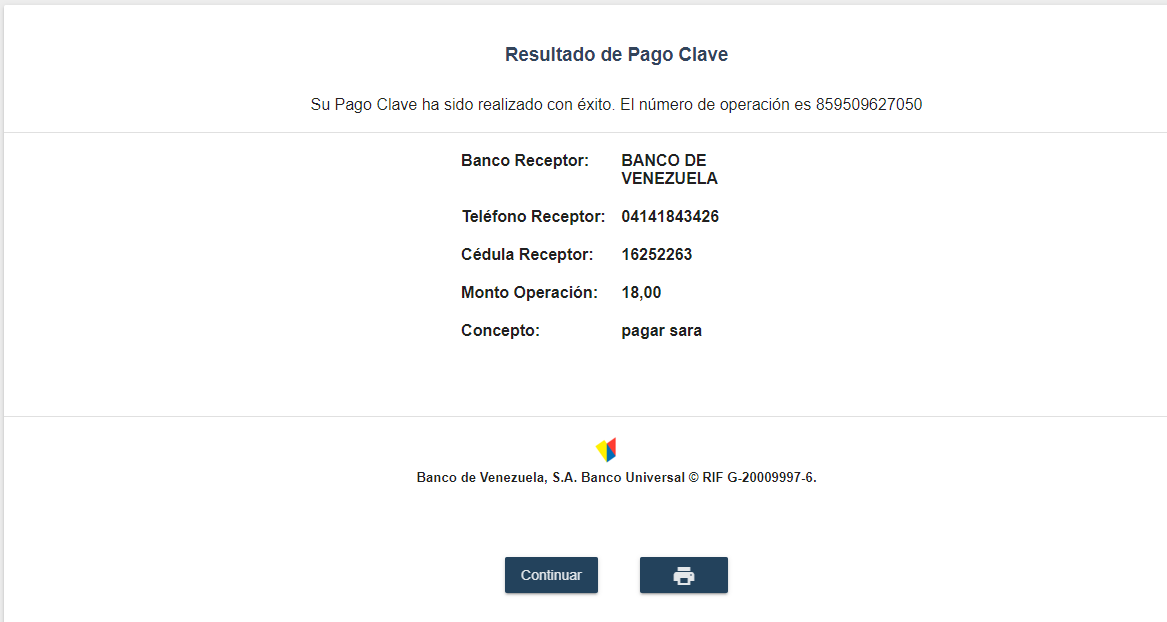 Resultado de Pago Clave
Su Pago Clave ha sido realizado con éxito. El número de operación es 859509627050
Banco Receptor: BANCO DE
VENEZUELA
Teléfono Receptor: 04141843426
Cédula Receptor: 16252263
Monto Operación: 18,00
Concepto: pagar sara
Banco de Venezuela, S.A. Banco Universal © RIF G-20009997-6.
Continuar